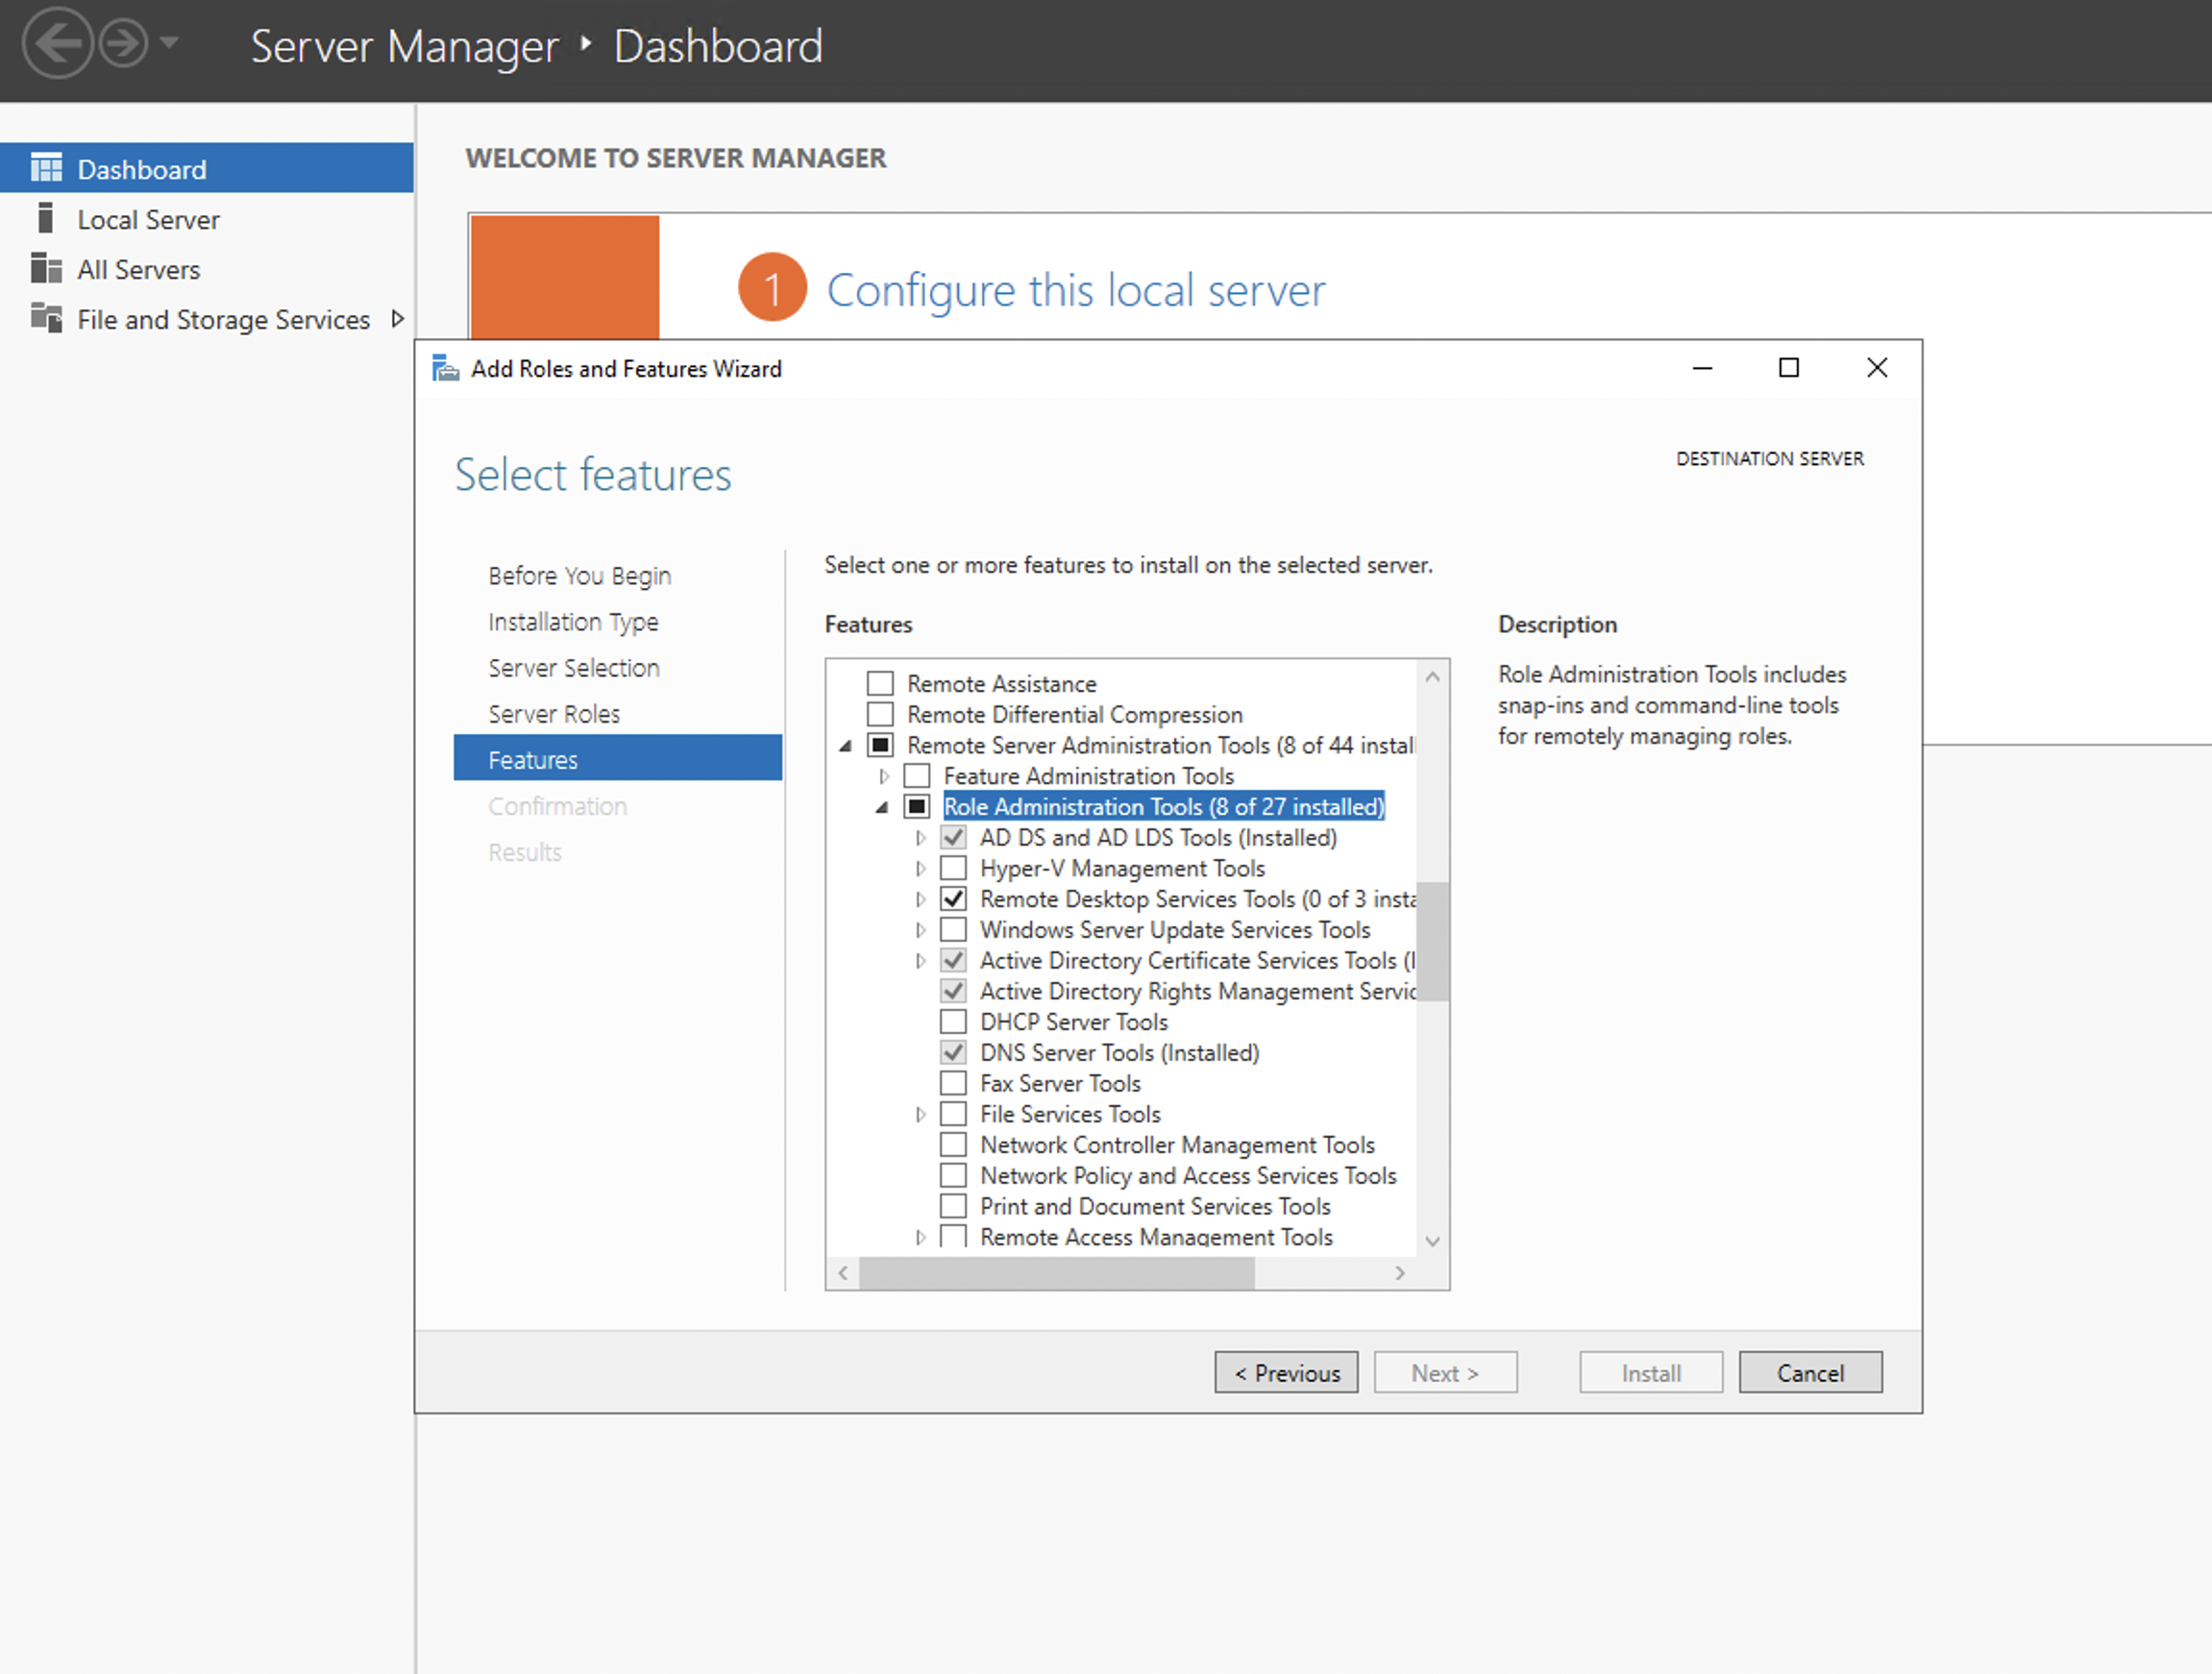 Server Manager ‣ Dashboard
Dashboard
Local Server
All Servers
File and Storage Services
WELCOME TO SERVER MANAGER
1 Configure this local server
Add Roles and Features Wizard
Select features
DESTINATION SERVER
Before You Begin
Installation Type
Server Selection
Server Roles
Features
Confirmation
Results
Select one or more features to install on the selected server.
Features
Remote Assistance
Remote Differential Compression
Remote Server Administration Tools (8 of 44 install
Feature Administration Tools
Role Administration Tools (8 of 27 installed)
AD DS and AD LDS Tools (Installed)
Hyper-V Management Tools
Remote Desktop Services Tools (0 of 3 insta
Windows Server Update Services Tools
Active Directory Certificate Services Tools (I
Active Directory Rights Management Servic
DHCP Server Tools
DNS Server Tools (Installed)
Fax Server Tools
File Services Tools
Network Controller Management Tools
Network Policy and Access Services Tools
Print and Document Services Tools
Remote Access Management Tools
Description
Role Administration Tools includes
snap-ins and command-line tools
for remotely managing roles.
< Previous
Next >
Install
Cancel